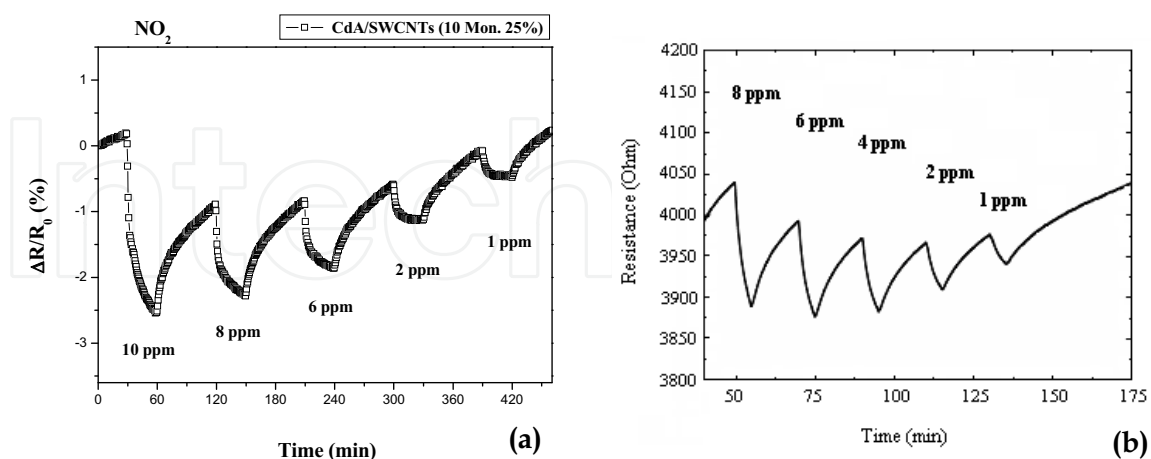 NO2
CdA/SWCNTs (10 Mon. 25%)
1
0
-1
-2
-3
ΔR/R0 (%)
10 ppm
8 ppm
6 ppm
2 ppm
1 ppm
0 60 120 180 240 300 360 420
Time (min)
(a)
Intech
4200
4150
4100
4050
4000
3950
3900
3850
3800
Resistance (Ohm)
8 ppm
6 ppm
4 ppm
2 ppm
1 ppm
50 75 100 125 150 175
Time (min)
(b)